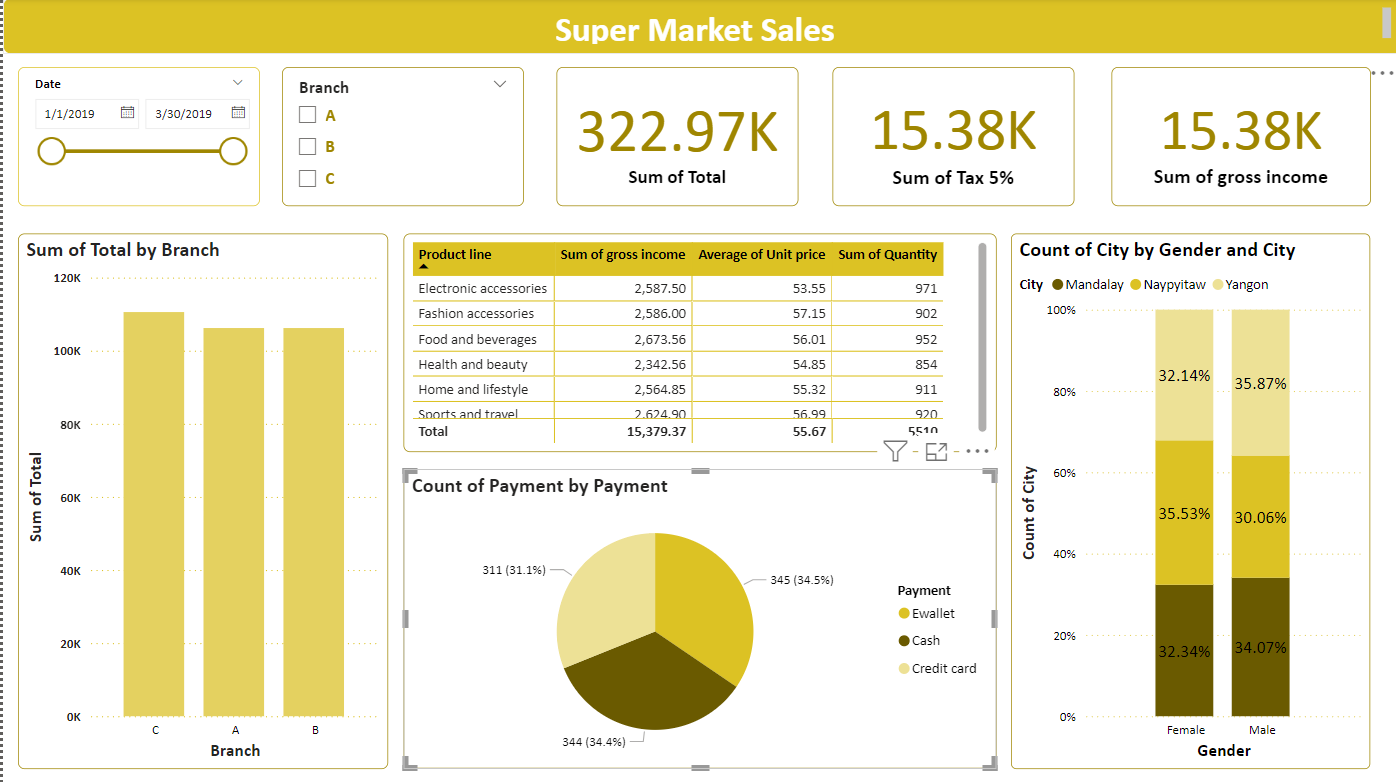 Super Market Sales
Date
1/1/2019
3/30/2019
Branch
A
B
C
322.97K
Sum of Total
15.38K
Sum of Tax 5%
15.38K
Sum of gross income
Sum of Total by Branch
120K
100K
80K
60K
40K
20K
0K
Sum of Total
C A B
Branch
Product line Sum of gross income Average of Unit price Sum of Quantity
Electronic accessories 2,587.50 53.55 971
Fashion accessories 2,586.00 57.15 902
Food and beverages 2,673.56 56.01 952
Health and beauty 2,342.56 54.85 854
Home and lifestyle 2,564.85 55.32 911
Sports and travel 2,624.90 56.99 920
Total 15,379.37 55.67 5510
Count of Payment by Payment
311 (31.1%)
345 (34.5%)
344 (34.4%)
Payment
Ewallet
Cash
Credit card
Count of City by Gender and City
City Mandalay Naypyitaw Yangon
100%
80%
60%
40%
20%
0%
Count of City
32.14%
35.53%
32.34%
35.87%
30.06%
34.07%
Female Male
Gender